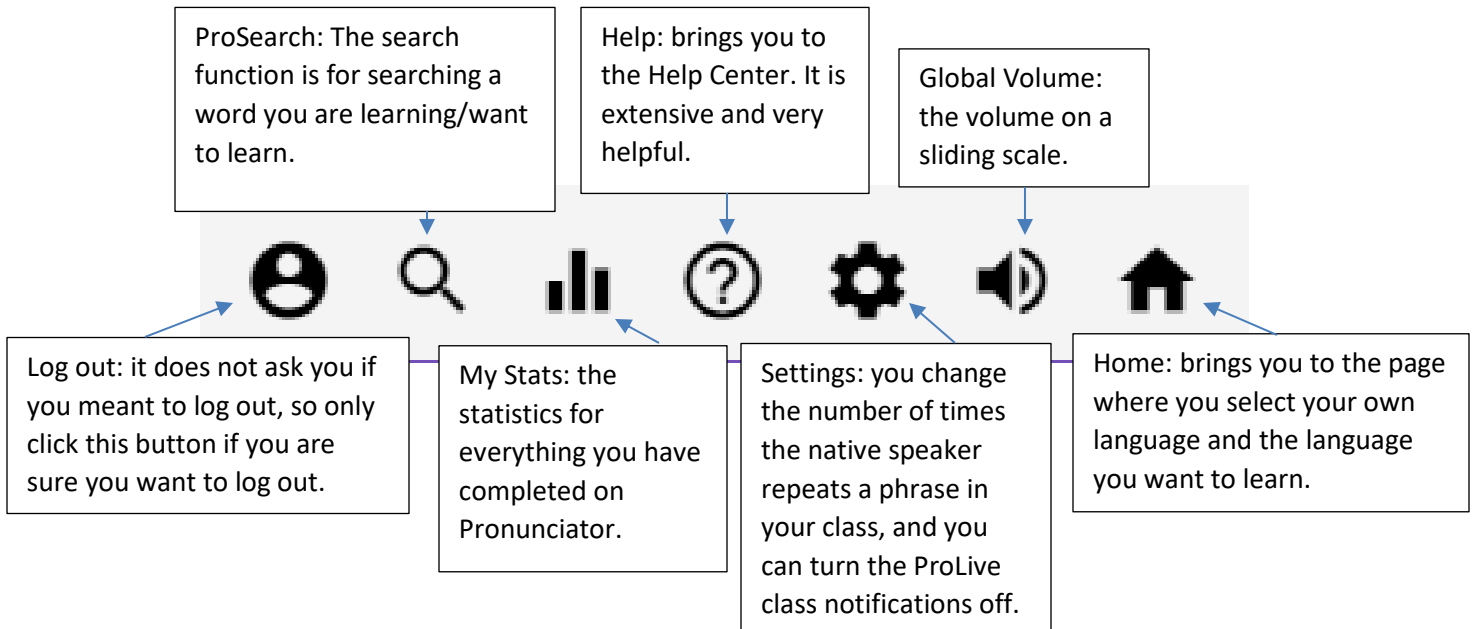 ProSearch: The search
function is for searching a
word you are learning/want
to learn.
Help: brings you to
the Help Center. It is
extensive and very
helpful.
Global Volume:
the volume on a
sliding scale.
?
Log out: it does not ask you if
you meant to log out, so only
click this button if you are
sure you want to log out.
My Stats: the
statistics for
everything you have
completed on
Pronunciator.
Settings: you change
the number of times
the native speaker
repeats a phrase in
your class, and you
can turn the ProLive
class notifications off.
Home: brings you to the page
where you select your own
language and the language
you want to learn.